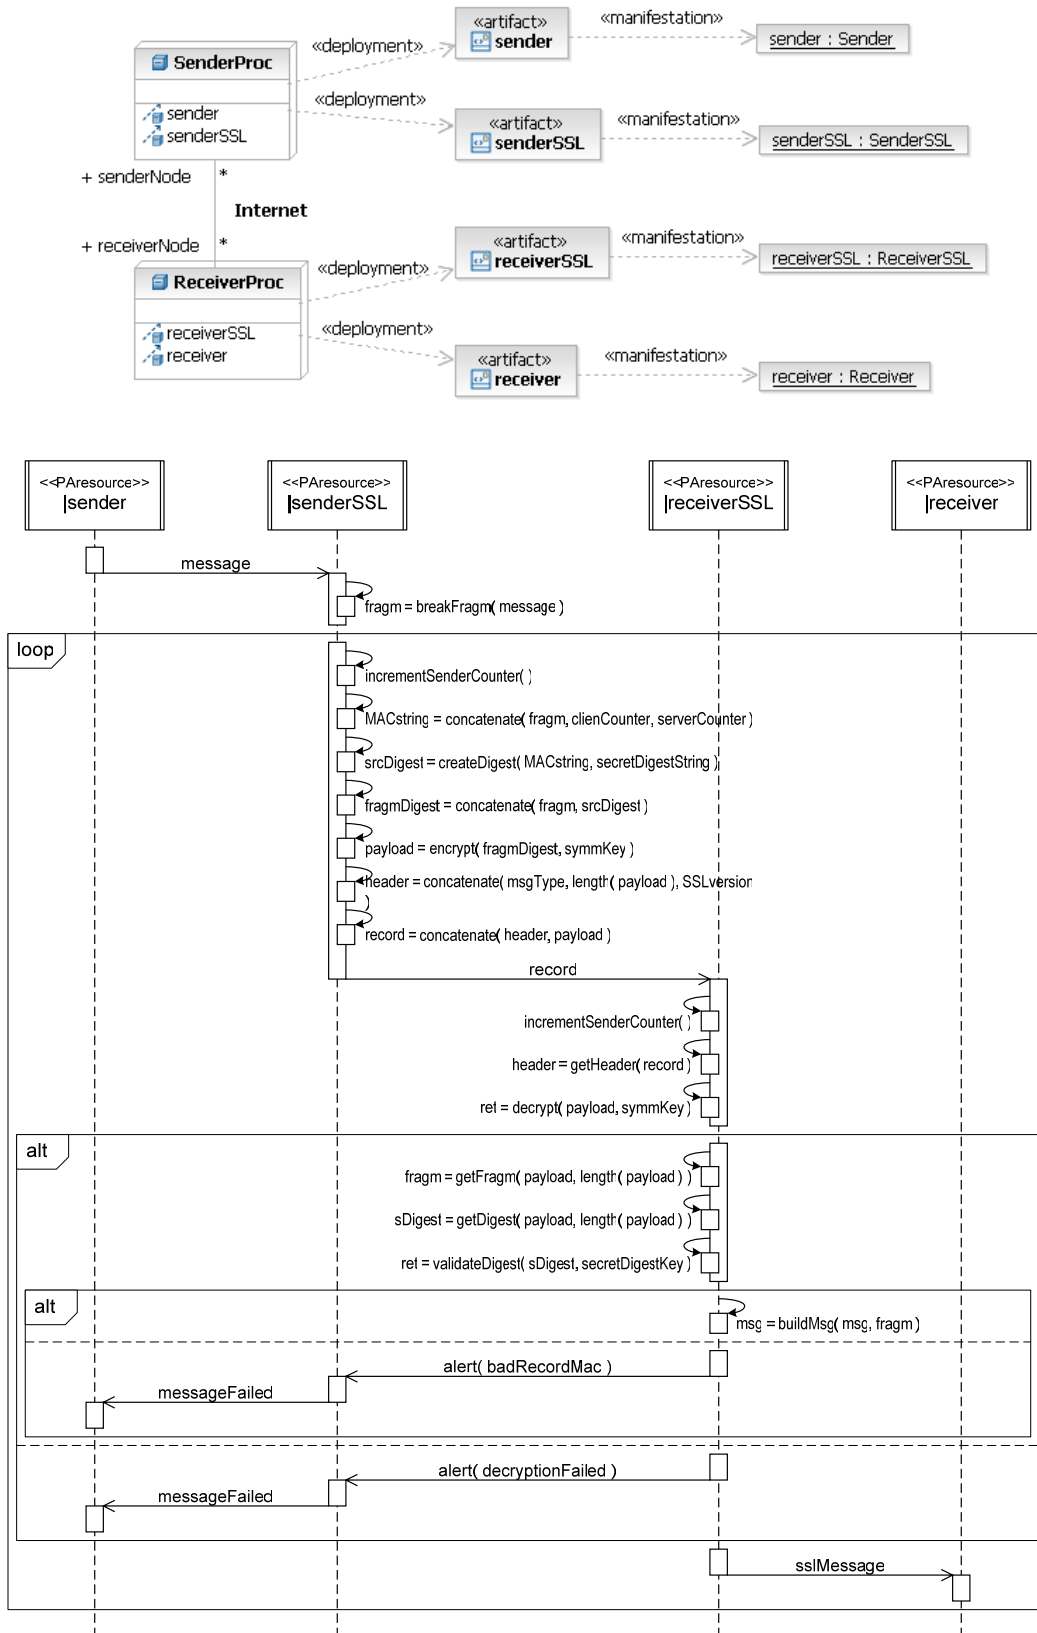 «artifact»
sender
«manifestation»
sender : Sender
«deployment»
SenderProc
sender
senderSSL
«deployment»
«artifact»
senderSSL
«manifestation»
senderSSL : SenderSSL
+ senderNode
*
Internet
+ receiverNode
*
«artifact»
receiverSSL
«manifestation»
receiverSSL : ReceiverSSL
«deployment»
ReceiverProc
receiverSSL
receiver
«deployment»
«artifact»
receiver
«manifestation»
receiver : Receiver
<<PAresource>>
|sender
<<PAresource>>
|senderSSL
<<PAresource>>
|receiverSSL
<<PAresource>>
|receiver
message
fragm = breakFragm( message )
loop
incrementSenderCounter( )
MACstring = concatenate( fragm, clienCounter, serverCounter )
srcDigest = createDigest( MACstring, secretDigestString )
fragmDigest = concatenate( fragm, srcDigest )
payload = encrypt( fragmDigest, symmKey )
header = concatenate( msgType, length( payload ), SSLversion
)
record = concatenate( header, payload )
record
incrementSenderCounter( )
header = getHeader( record )
ret = decrypt( payload, symmKey )
alt
fragm = getFragm( payload, length( payload ) )
sDigest = getDigest( payload, length( payload ) )
ret = validateDigest( sDigest, secretDigestKey )
alt
msg = buildMsg( msg, fragm )
alert( badRecordMac )
messageFailed
alert( decryptionFailed )
messageFailed
sslMessage